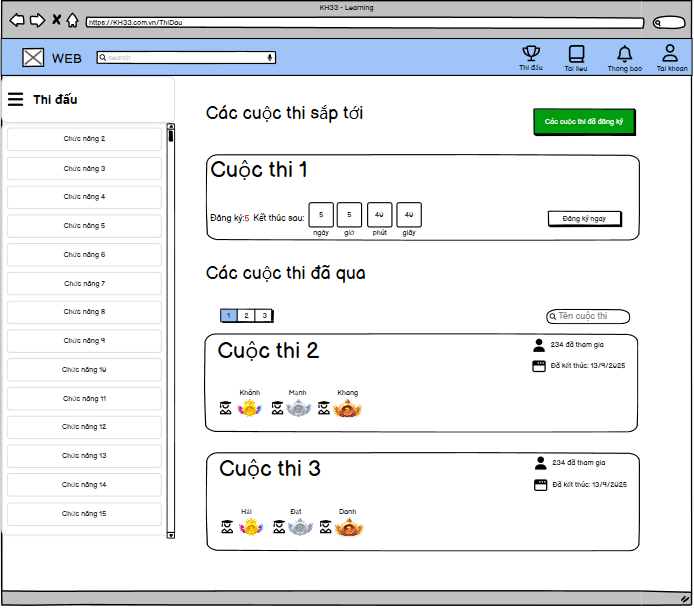 KH33 - Learning
https://KH33.com.vn/ThiDau
WEB
search
Thi đấu
Tai lieu
Thong bao
Tai khoan
Thi đấu
Chức năng 2
Chức năng 3
Chức năng 4
Chức năng 5
Chức năng 6
Chức năng 7
Chức năng 8
Chức năng 9
Chức năng 10
Chức năng 11
Chức năng 12
Chức năng 13
Chức năng 14
Chức năng 15
Các cuộc thi sắp tới
Các cuộc thi đã đăng ký
Cuộc thi 1
Đăng ký:5 Kết thúc sau:
5 5 40 40
ngày giờ phút giây
Đăng ký ngay
Các cuộc thi đã qua
1 2 3
Tên cuộc thi
Cuộc thi 2
234 đã tham gia
Đã kết thúc: 13/9/2025
Khánh Mạnh Khang
Cuộc thi 3
234 đã tham gia
Đã kết thúc: 13/9/2025
Hải Đạt Danh